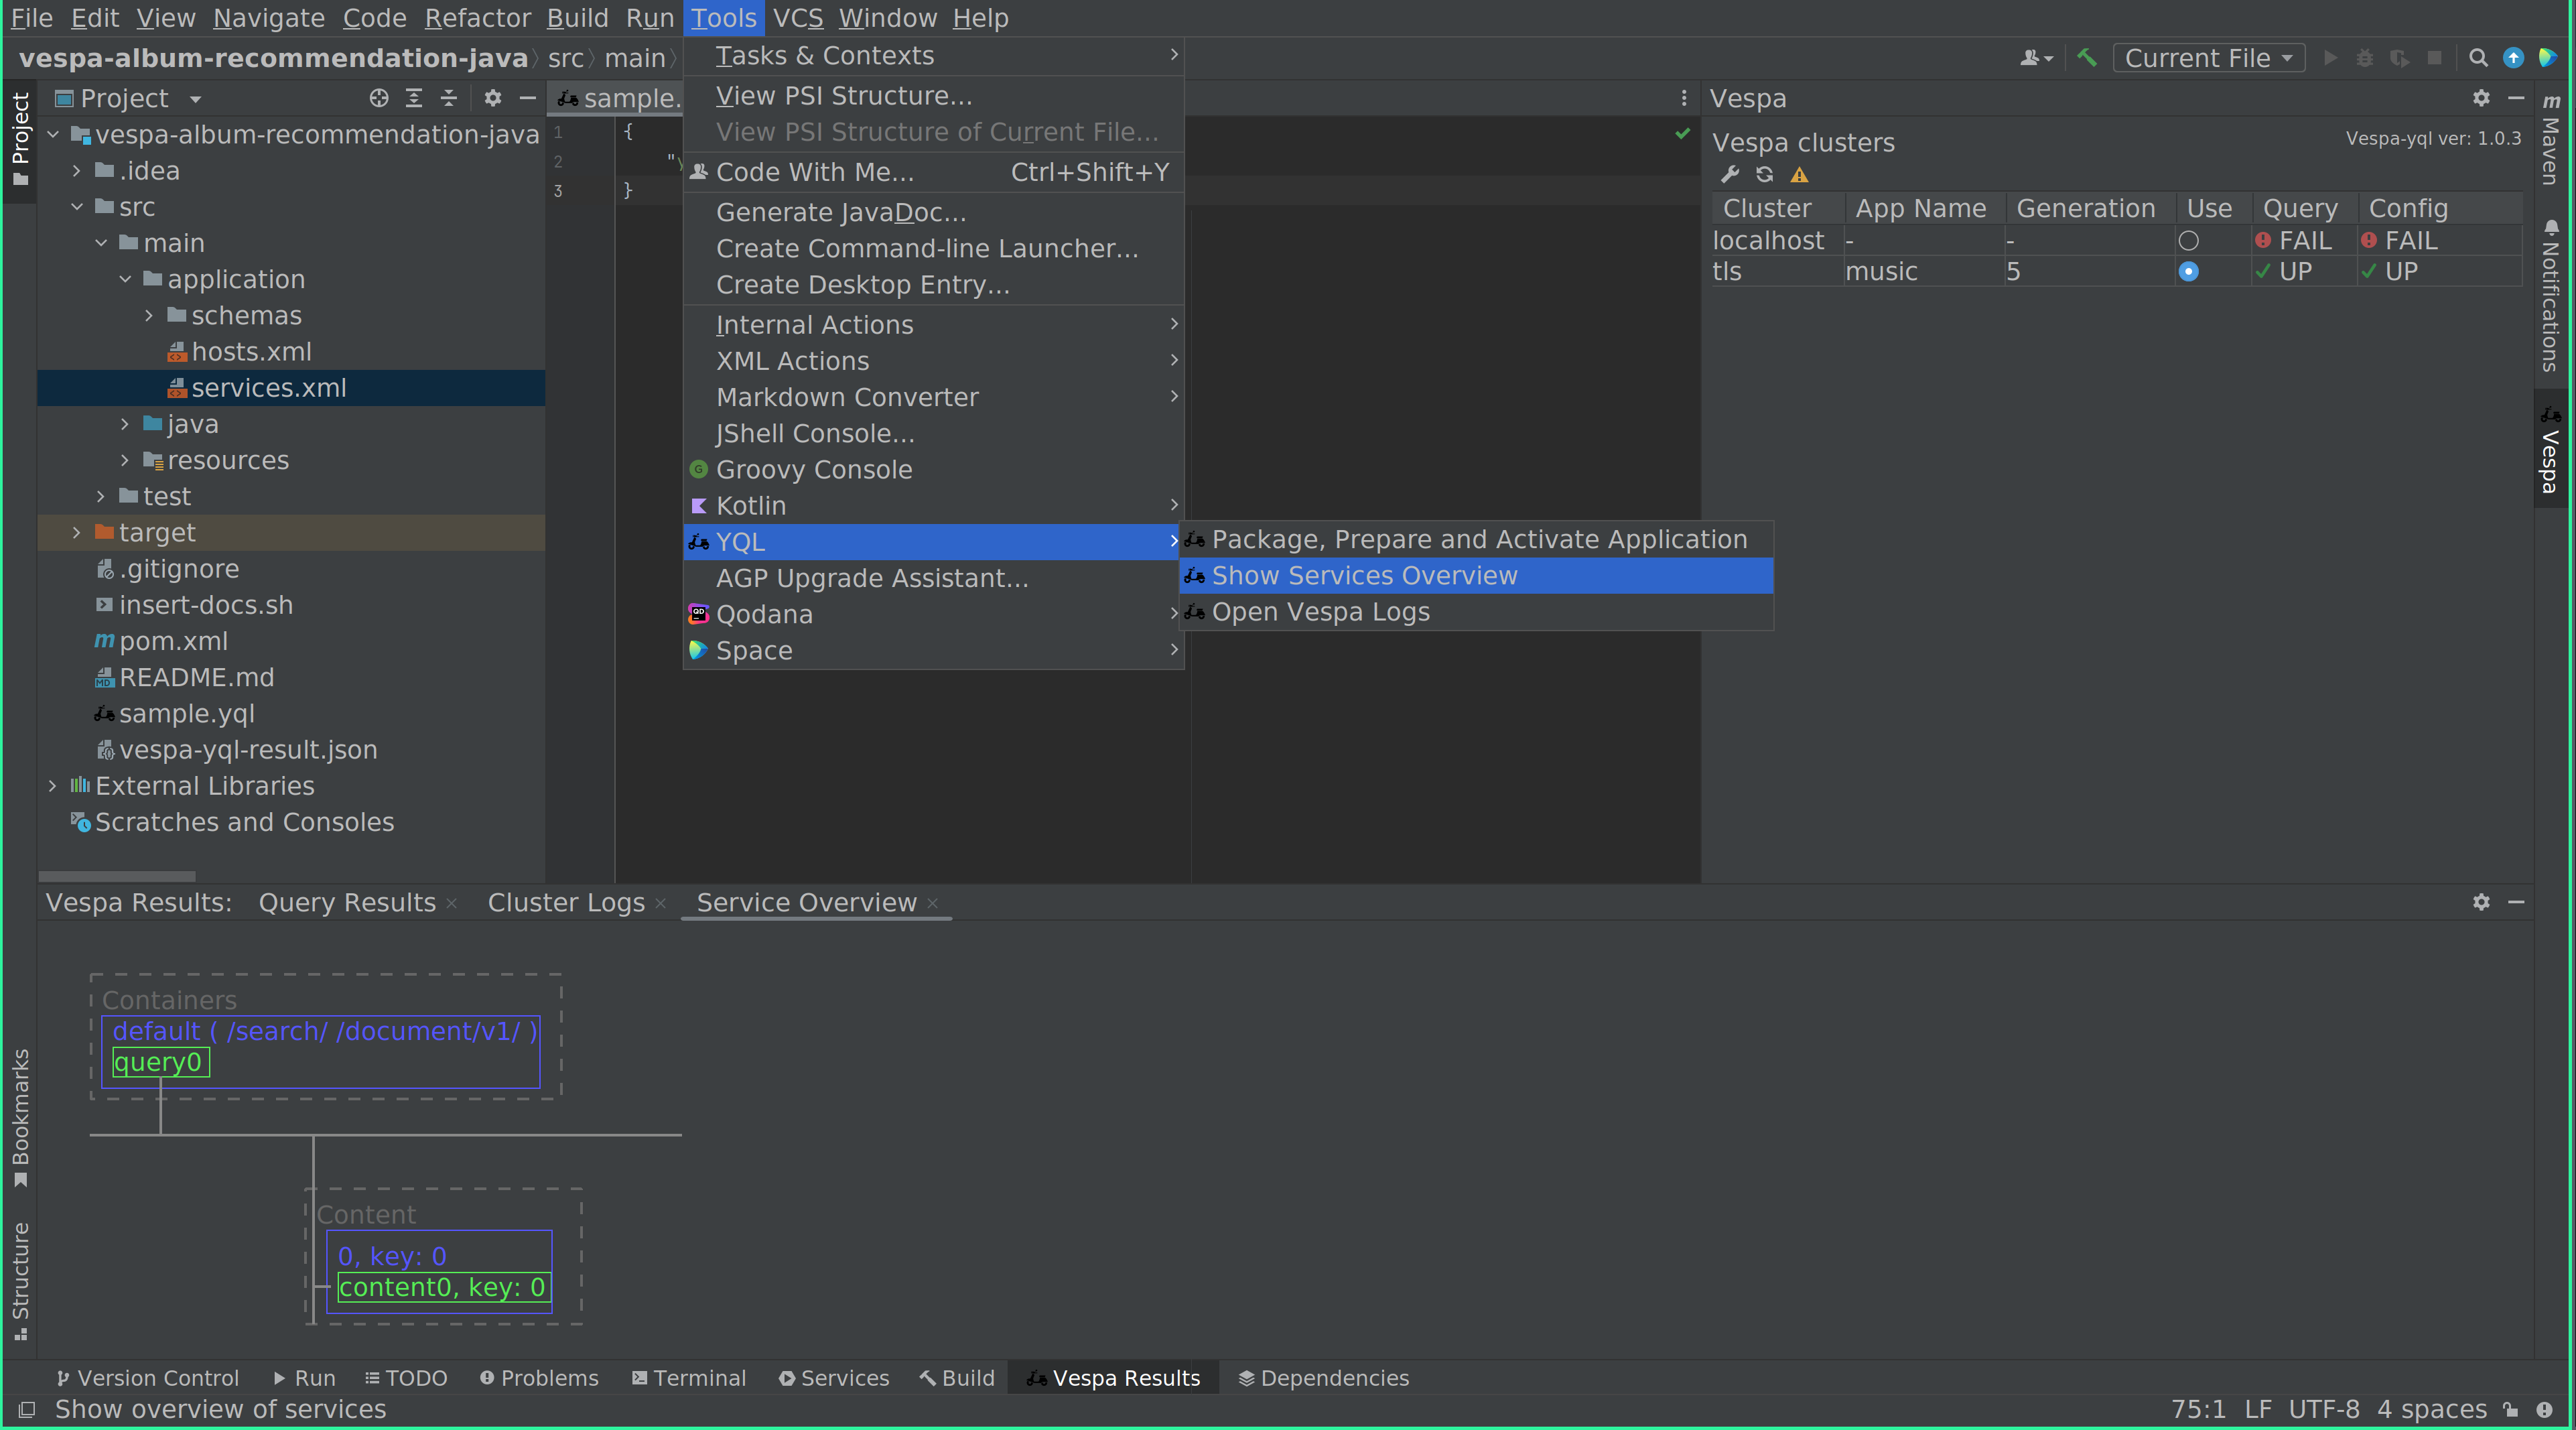 File Edit View Navigate Code Refactor Build Run Tools VCS Window Help
vespa-album-recommendation-java src main
Current File
Project
sample.
Vespa
Project
vespa-album-recommendation-java
.idea
src
main
application
schemas
hosts.xml
services.xml
java
resources
test
target
.gitignore
insert-docs.sh
pom.xml
README.md
sample.yql
vespa-yql-result.json
External Libraries
Scratches and Consoles
1 {
2 "y
3 }
Tasks & Contexts
View PSI Structure...
View PSI Structure of Current File...
Code With Me... Ctrl+Shift+Y
Generate JavaDoc...
Create Command-line Launcher...
Create Desktop Entry...
Internal Actions
XML Actions
Markdown Converter
JShell Console...
Groovy Console
Kotlin
YQL
AGP Upgrade Assistant...
Qodana
Space
Package, Prepare and Activate Application
Show Services Overview
Open Vespa Logs
Vespa clusters
Vespa-yql ver: 1.0.3
Cluster App Name Generation Use Query Config
localhost - - FAIL FAIL
tls music 5 UP UP
Maven
Notifications
Vespa
Vespa Results: Query Results Cluster Logs Service Overview
Containers
default ( /search/ /document/v1/ )
query0
Content
0, key: 0
content0, key: 0
Bookmarks
Structure
Version Control Run TODO Problems Terminal Services Build Vespa Results Dependencies
Show overview of services
75:1 LF UTF-8 4 spaces